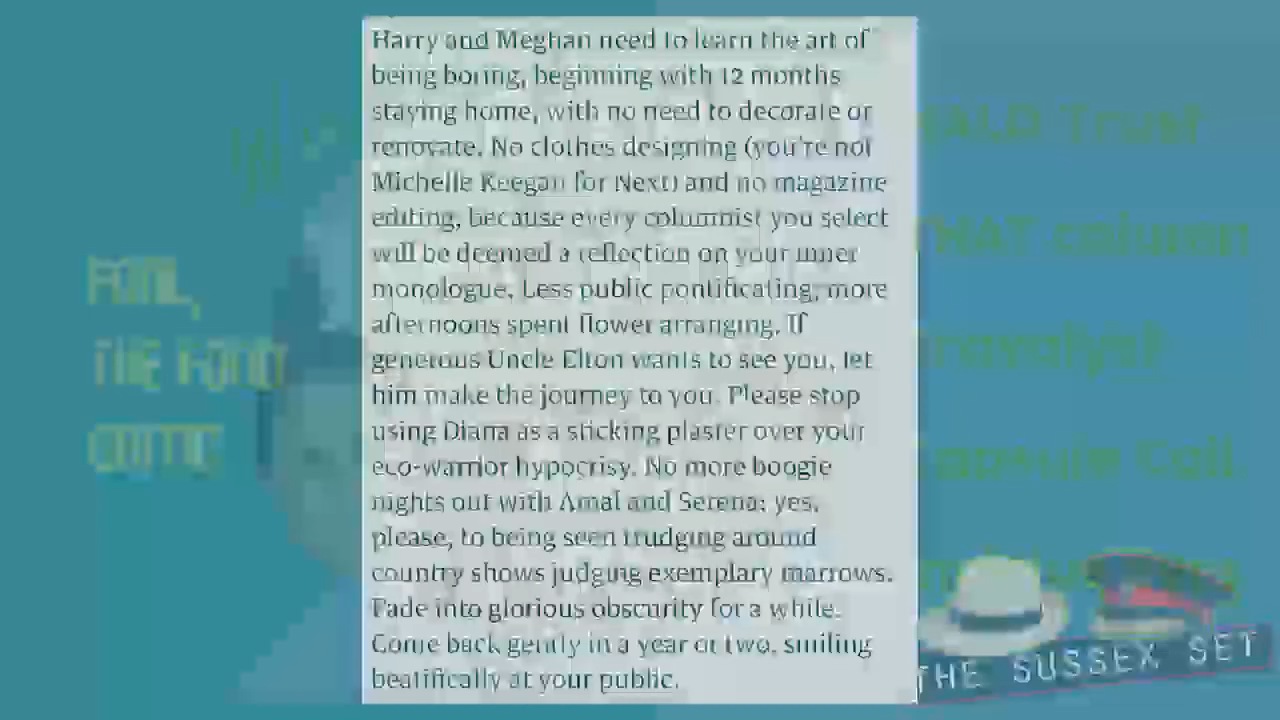 Harry and Meghan need to learn the art of
being boring, beginning with 12 months
staying home, with no need to decorate or
renovate. No clothes designing (you're not
Michelle Keegan for Next) and no magazine
editing, because every columnist you select
will be deemed a reflection on your inner
monologue. Less public pontificating; more
afternoons spent flower arranging. If
generous Uncle Elton wants to see you, let
him make the journey to you. Please stop
using Diana as a sticking plaster over your
eco-warrior hypocrisy. No more boogie
nights out with Amal and Serena; yes,
please, to being seen trudging around
country shows judging exemplary marrows.
Fade into glorious obscurity for a while.
Come back gently in a year or two, smiling
beatifically at your public.
THE
Trust
THAT column
Travalyst
Capsule Coll
THE SUSSEX SET